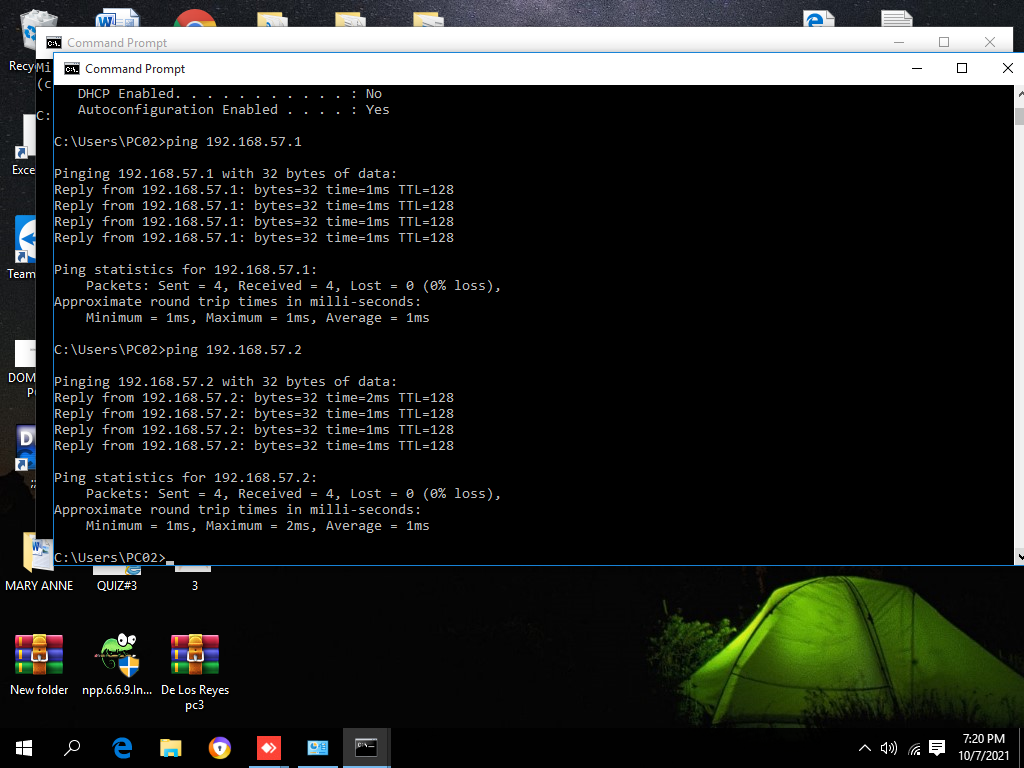 Command Prompt
Command Prompt
Recy
Mi
(c
C:
DHCP Enabled. . . . . . . . . . . : No
Autoconfiguration Enabled . . . . : Yes
C:\Users\PC02>ping 192.168.57.1
Pinging 192.168.57.1 with 32 bytes of data:
Reply from 192.168.57.1: bytes=32 time=1ms TTL=128
Reply from 192.168.57.1: bytes=32 time=1ms TTL=128
Reply from 192.168.57.1: bytes=32 time=1ms TTL=128
Reply from 192.168.57.1: bytes=32 time=1ms TTL=128
Ping statistics for 192.168.57.1:
Packets: Sent = 4, Received = 4, Lost = 0 (0% loss),
Approximate round trip times in milli-seconds:
Minimum = 1ms, Maximum = 1ms, Average = 1ms
C:\Users\PC02>ping 192.168.57.2
Pinging 192.168.57.2 with 32 bytes of data:
Reply from 192.168.57.2: bytes=32 time=2ms TTL=128
Reply from 192.168.57.2: bytes=32 time=1ms TTL=128
Reply from 192.168.57.2: bytes=32 time=1ms TTL=128
Reply from 192.168.57.2: bytes=32 time=1ms TTL=128
Ping statistics for 192.168.57.2:
Packets: Sent = 4, Received = 4, Lost = 0 (0% loss),
Approximate round trip times in milli-seconds:
Minimum = 1ms, Maximum = 2ms, Average = 1ms
C:\Users\PC02>_
Exce
Team
DOM
P
MARY ANNE
QUIZ#3
3
New folder
npp.6.6.9.In...
De Los Reyes
pc3
7:20 PM
10/7/2021